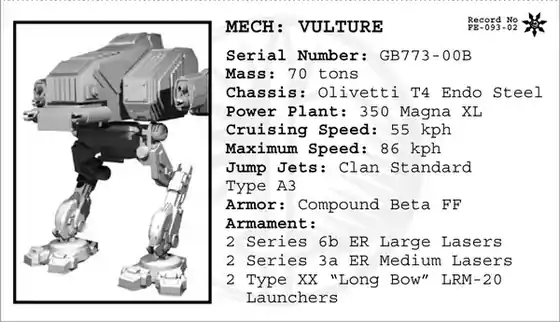 MECH: VULTURE
Record No
FE-093-02
Serial Number: GB773-00B
Mass: 70 tons
Chassis: Olivetti T4 Endo Steel
Power Plant: 350 Magna XL
Cruising Speed: 55 kph
Maximum Speed: 86 kph
Jump Jets: Clan Standard
Type A3
Armor: Compound Beta FF
Armament:
2 Series 6b ER Large Lasers
2 Series 3a ER Medium Lasers
2 Type XX “Long Bow” LRM-20
Launchers